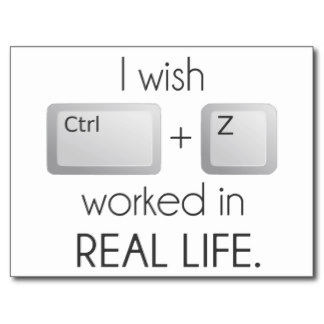 I wish
Ctrl + Z
worked in
REAL LIFE.